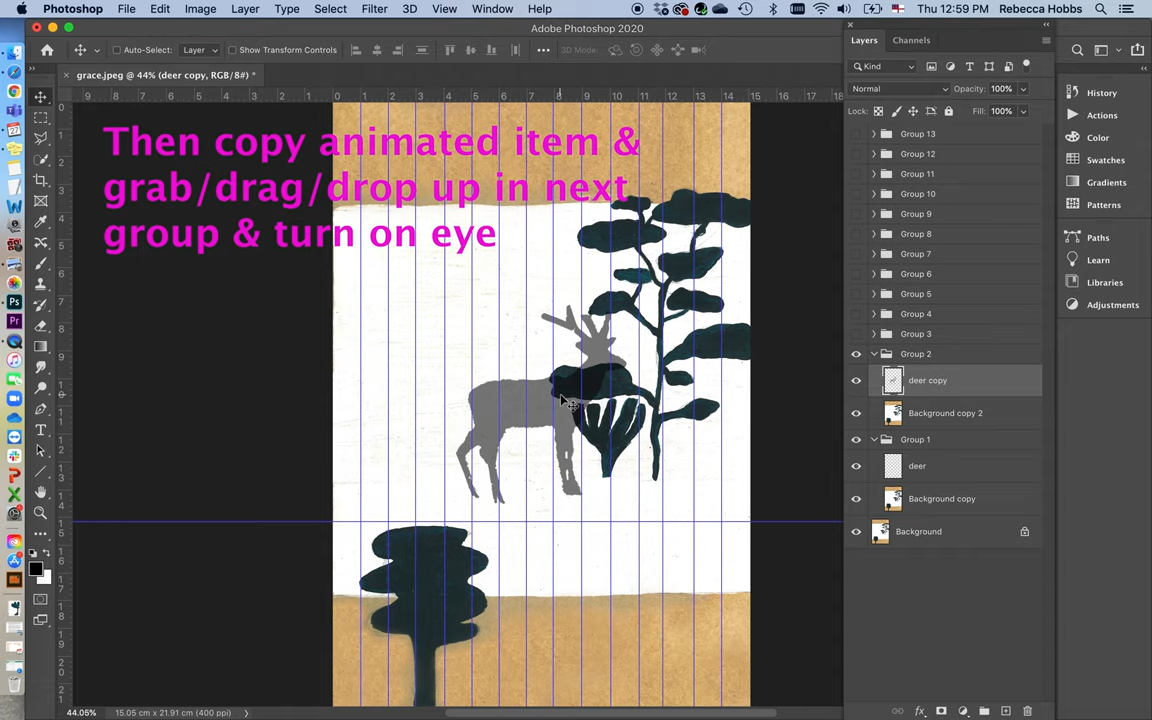 Photoshop File Edit Image Layer Type Select Filter 3D View Window Help Thu 12:59 PM Rebecca Hobbs
Adobe Photoshop 2020
Auto-Select: Layer Show Transform Controls 3D Mode:
grace.jpeg @ 44% (deer copy, RGB/8#) *
Then copy animated item &
grab/drag/drop up in next
group & turn on eye
Layers Channels
Kind
Normal Opacity: 100%
Lock: Fill: 100%
Group 13
Group 12
Group 11
Group 10
Group 9
Group 8
Group 7
Group 6
Group 5
Group 4
Group 3
Group 2
deer copy
Background copy 2
Group 1
deer
Background copy
Background
History
Actions
Color
Swatches
Gradients
Patterns
Paths
Learn
Libraries
Adjustments
44.05% 15.05 cm x 21.91 cm (400 ppi)